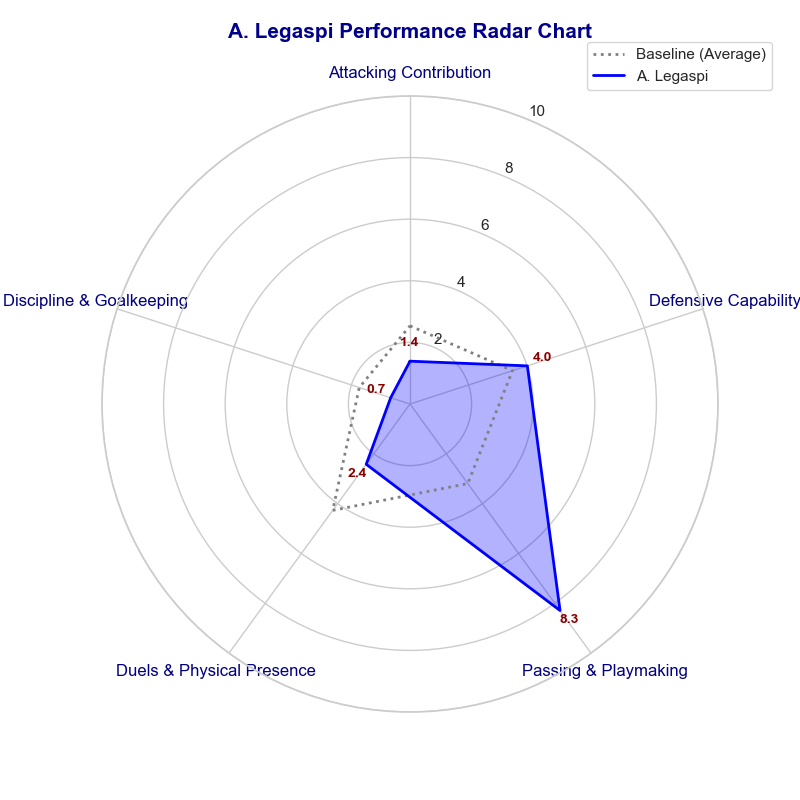 A. Legaspi Performance Radar Chart
Baseline (Average)
A. Legaspi
Attacking Contribution
10
8
6
4
2
Discipline & Goalkeeping
Defensive Capability
1.4
4.0
0.7
2.4
8.3
Duels & Physical Presence
Passing & Playmaking